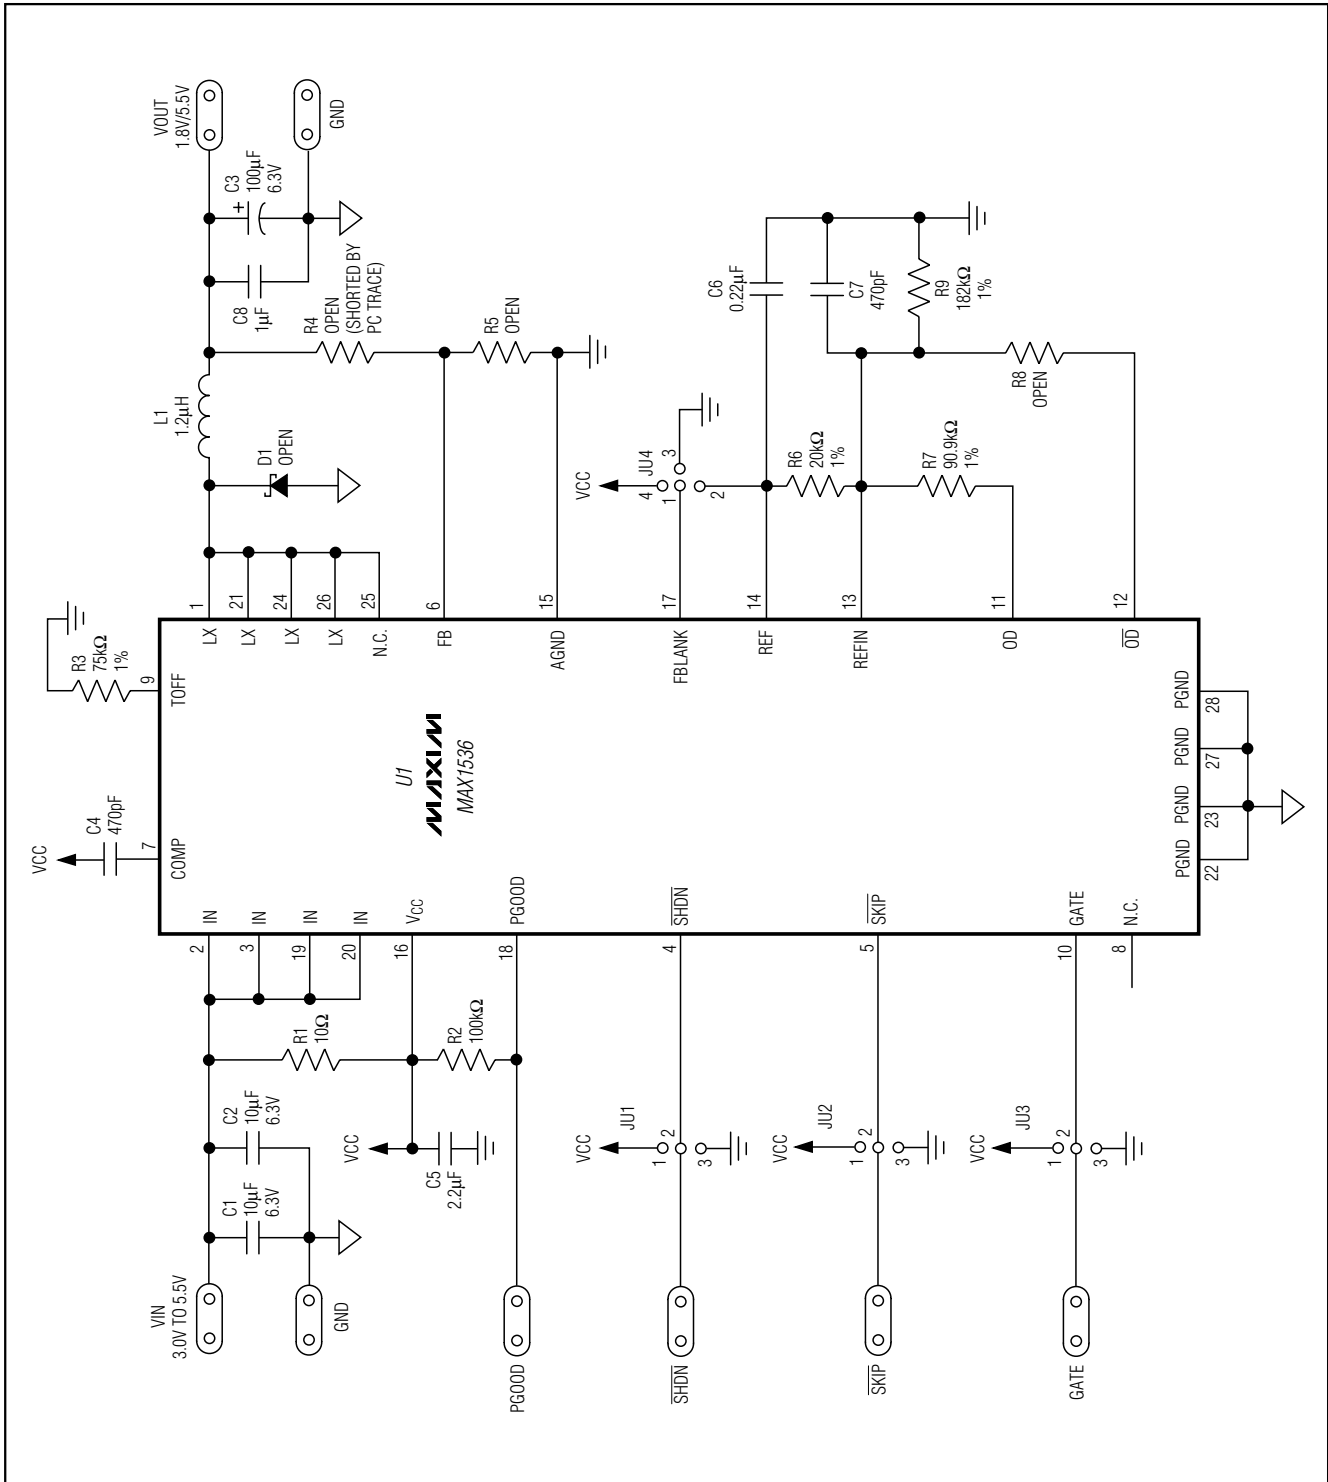 VIN
3.0V TO 5.5V
GND
C1
10µF
6.3V
C2
10µF
6.3V
R1
10Ω
VCC
C5
2.2µF
R2
100kΩ
PGOOD
SHDN
VCC
JU1
1
2
3
SKIP
VCC
JU2
1
2
3
GATE
VCC
JU3
1
2
3
2
IN
3
IN
19
IN
20
IN
16
VCC
18
PGOOD
4
SHDN
5
SKIP
10
GATE
8
N.C.
VCC
C4
470pF
7
COMP
R3
75kΩ
1%
9
TOFF
U1
MAXIM
MAX1536
22
PGND
23
PGND
27
PGND
28
PGND
LX
1
LX
21
LX
24
LX
26
N.C.
25
FB
6
AGND
15
FBLANK
17
REF
14
REFIN
13
OD
11
OD
12
D1
OPEN
L1
1.2µH
R4
OPEN
(SHORTED BY
PC TRACE)
R5
OPEN
C8
1µF
C3
+
100µF
6.3V
VOUT
1.8V/5.5V
GND
VCC
JU4
4
1
3
2
R6
20kΩ
1%
R7
90.9kΩ
1%
C6
0.22µF
C7
470pF
R9
182kΩ
1%
R8
OPEN